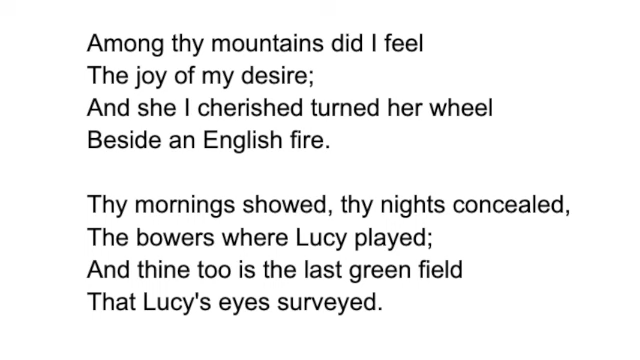 Among thy mountains did I feel
The joy of my desire;
And she I cherished turned her wheel
Beside an English fire.

Thy mornings showed, thy nights concealed,
The bowers where Lucy played;
And thine too is the last green field
That Lucy's eyes surveyed.